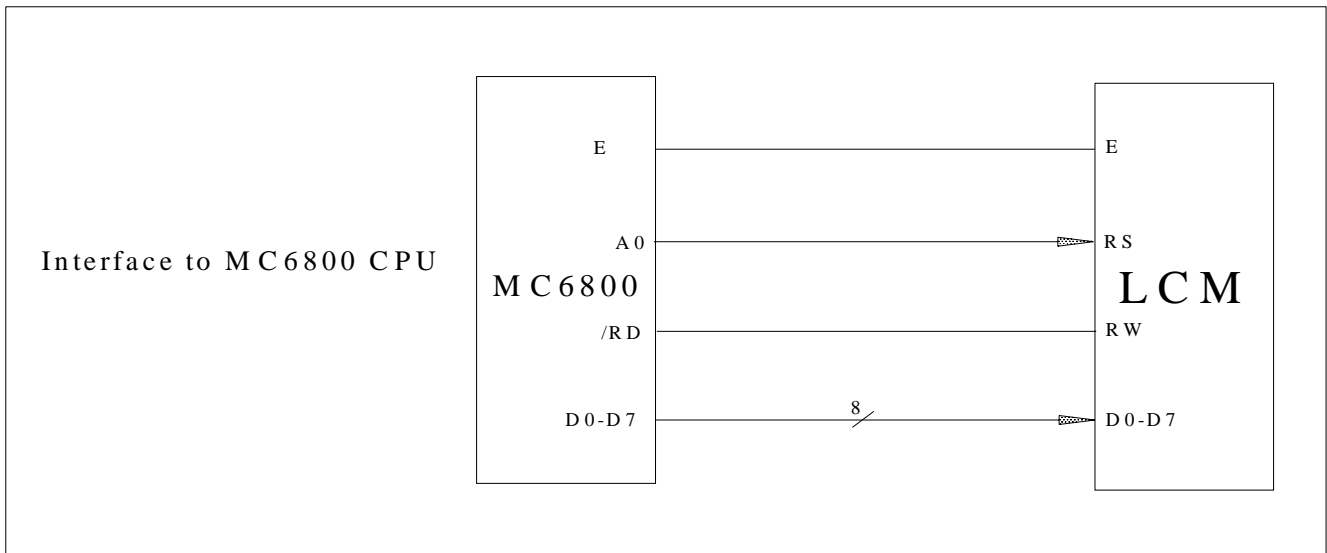 Interface to MC6800 CPU
MC6800
E
A0
/RD
D0-D7
8
LCM
E
RS
RW
D0-D7